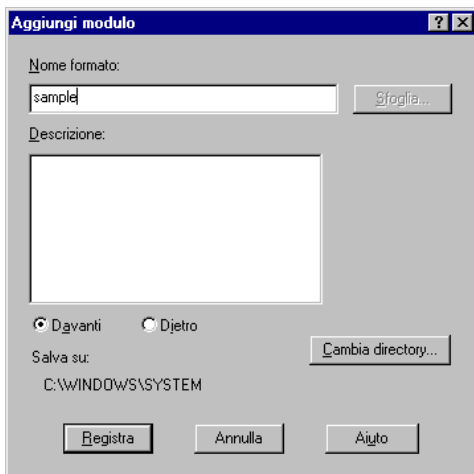 Aggiungi modulo
Nome formato:
sample
Sfoglia...
Descrizione:
Davanti
Dietro
Salva su:
Cambia directory...
C:\WINDOWS\SYSTEM
Registra
Annulla
Aiuto